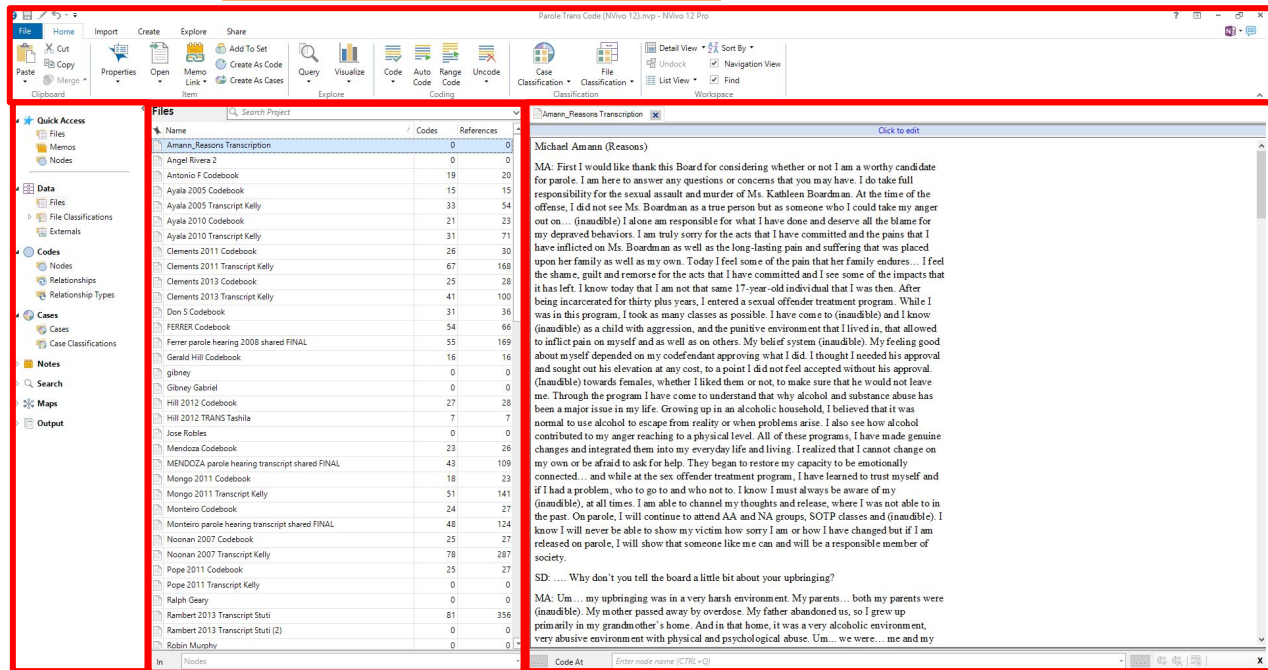 Parole Trans Code (NVivo 12).nvp - NVivo 12 Pro
File Home Import Create Explore Share
Paste
Cut
Copy
Merge
Clipboard
Properties
Open
Memo Link
Add To Set
Create As Code
Create As Cases
Item
Query
Visualize
Explore
Code
Auto Code
Range Code
Uncode
Coding
Case Classification
File Classification
Classification
Detail View
Sort By
Undock
Navigation View
List View
Find
Workspace
Quick Access
Files
Memos
Nodes
Data
Files
File Classifications
Externals
Codes
Nodes
Relationships
Relationship Types
Cases
Cases
Case Classifications
Notes
Search
Maps
Output
Files
Search Project
Name Codes References
Amann_Reasons Transcription 0 0
Angel Rivera 2 0 0
Antonio F Codebook 19 20
Ayala 2005 Codebook 15 15
Ayala 2005 Transcript Kelly 33 54
Ayala 2010 Codebook 21 23
Ayala 2010 Transcript Kelly 31 71
Clements 2011 Codebook 26 30
Clements 2011 Transcript Kelly 67 168
Clements 2013 Codebook 25 28
Clements 2013 Transcript Kelly 41 100
Don S Codebook 31 36
FERRER Codebook 54 66
Ferrer parole hearing 2008 shared FINAL 55 169
Gerald Hill Codebook 16 16
gibney 0 0
Gibney Gabriel 0 0
Hill 2012 Codebook 27 28
Hill 2012 TRANS Tashila 7 7
Jose Robles 0 0
Mendoza Codebook 23 26
MENDOZA parole hearing transcript shared FINAL 43 109
Mongo 2011 Codebook 18 23
Mongo 2011 Transcript Kelly 51 141
Monteiro Codebook 24 27
Monteiro parole hearing transcript shared FINAL 48 124
Noonan 2007 Codebook 25 27
Noonan 2007 Transcript Kelly 78 287
Pope 2011 Codebook 25 27
Pope 2011 Transcript Kelly 0 0
Ralph Geary 0 0
Rambert 2013 Transcript Stuti 81 356
Rambert 2013 Transcript Stuti (2) 0 0
Robin Murphy 0 0
In Nodes
Amann_Reasons Transcription
Click to edit
Michael Amann (Reasons)
MA: First I would like thank this Board for considering whether or not I am a worthy candidate
for parole. I am here to answer any questions or concerns that you may have. I do take full
responsibility for the sexual assault and murder of Ms. Kathleen Boardman. At the time of the
offense, I did not see Ms. Boardman as a true person but as someone who I could take my anger
out on… (inaudible) I alone am responsible for what I have done and deserve all the blame for
my depraved behaviors. I am truly sorry for the acts that I have committed and the pains that I
have inflicted on Ms. Boardman as well as the long-lasting pain and suffering that was placed
upon her family as well as my own. Today I feel some of the pain that her family endures… I feel
the shame, guilt and remorse for the acts that I have committed and I see some of the impacts that
it has left. I know today that I am not that same 17-year-old individual that I was then. After
being incarcerated for thirty plus years, I entered a sexual offender treatment program. While I
was in this program, I took as many classes as possible. I have come to (inaudible) and I know
(inaudible) as a child with aggression, and the punitive environment that I lived in, that allowed
to inflict pain on myself and as well as on others. My belief system (inaudible). My feeling good
about myself depended on my codefendant approving what I did. I thought I needed his approval
and sought out his elevation at any cost, to a point I did not feel accepted without his approval.
(Inaudible) towards females, whether I liked them or not, to make sure that he would not leave
me. Through the program I have come to understand that why alcohol and substance abuse has
been a major issue in my life. Growing up in an alcoholic household, I believed that it was
normal to use alcohol to escape from reality or when problems arise. I also see how alcohol
contributed to my anger reaching to a physical level. All of these programs, I have made genuine
changes and integrated them into my everyday life and living. I realized that I cannot change on
my own or be afraid to ask for help. They began to restore my capacity to be emotionally
connected… and while at the sex offender treatment program, I have learned to trust myself and
if I had a problem, who to go to and who not to. I know I must always be aware of my
(inaudible), at all times. I am able to channel my thoughts and release, where I was not able to in
the past. On parole, I will continue to attend AA and NA groups, SOTP classes and (inaudible). I
know I will never be able to show my victim how sorry I am or how I have changed but if I am
released on parole, I will show that someone like me can and will be a responsible member of
society.
SD: …. Why don't you tell the board a little bit about your upbringing?
MA: Um… my upbringing was in a very harsh environment. My parents… both my parents were
(inaudible). My mother passed away by overdose. My father abandoned us, so I grew up
primarily in my grandmother's home. And in that home, it was a very alcoholic environment,
very abusive environment with physical and psychological abuse. Um... we were… me and my
Code At Enter node name (CTRL+Q)